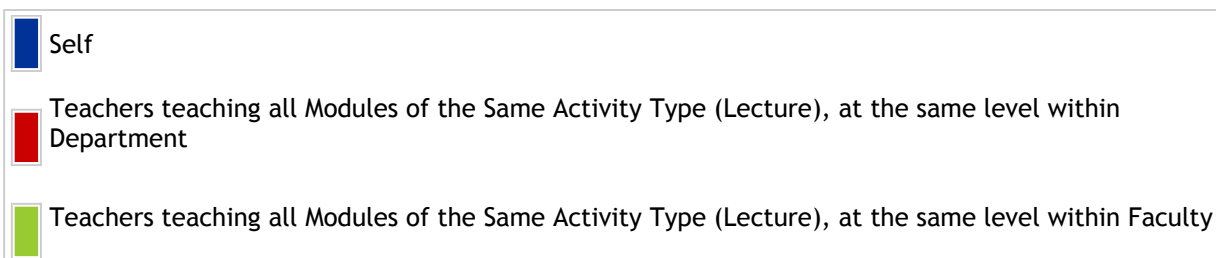 Self
Teachers teaching all Modules of the Same Activity Type (Lecture), at the same level within
Department
Teachers teaching all Modules of the Same Activity Type (Lecture), at the same level within Faculty